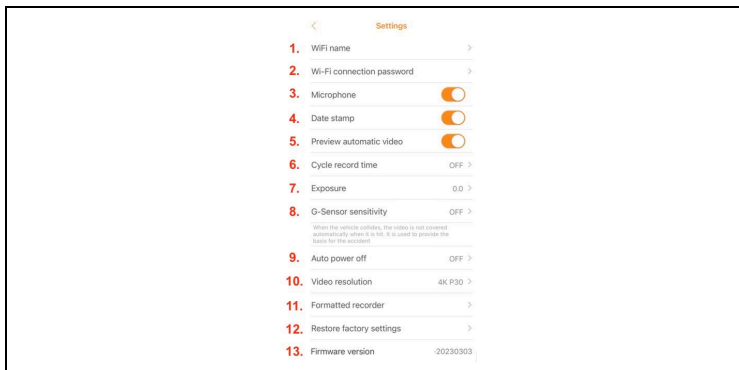 < Settings
1. WiFi name >
2. Wi-Fi connection password >
3. Microphone
4. Date stamp
5. Preview automatic video
6. Cycle record time OFF >
7. Exposure 0.0 >
8. G-Sensor sensitivity OFF >
When the vehicle collides, the video is not covered
automatically when it is hit. It is used to provide the
basis for the accident
9. Auto power off OFF >
10. Video resolution 4K P30 >
11. Formatted recorder >
12. Restore factory settings >
13. Firmware version -20230303